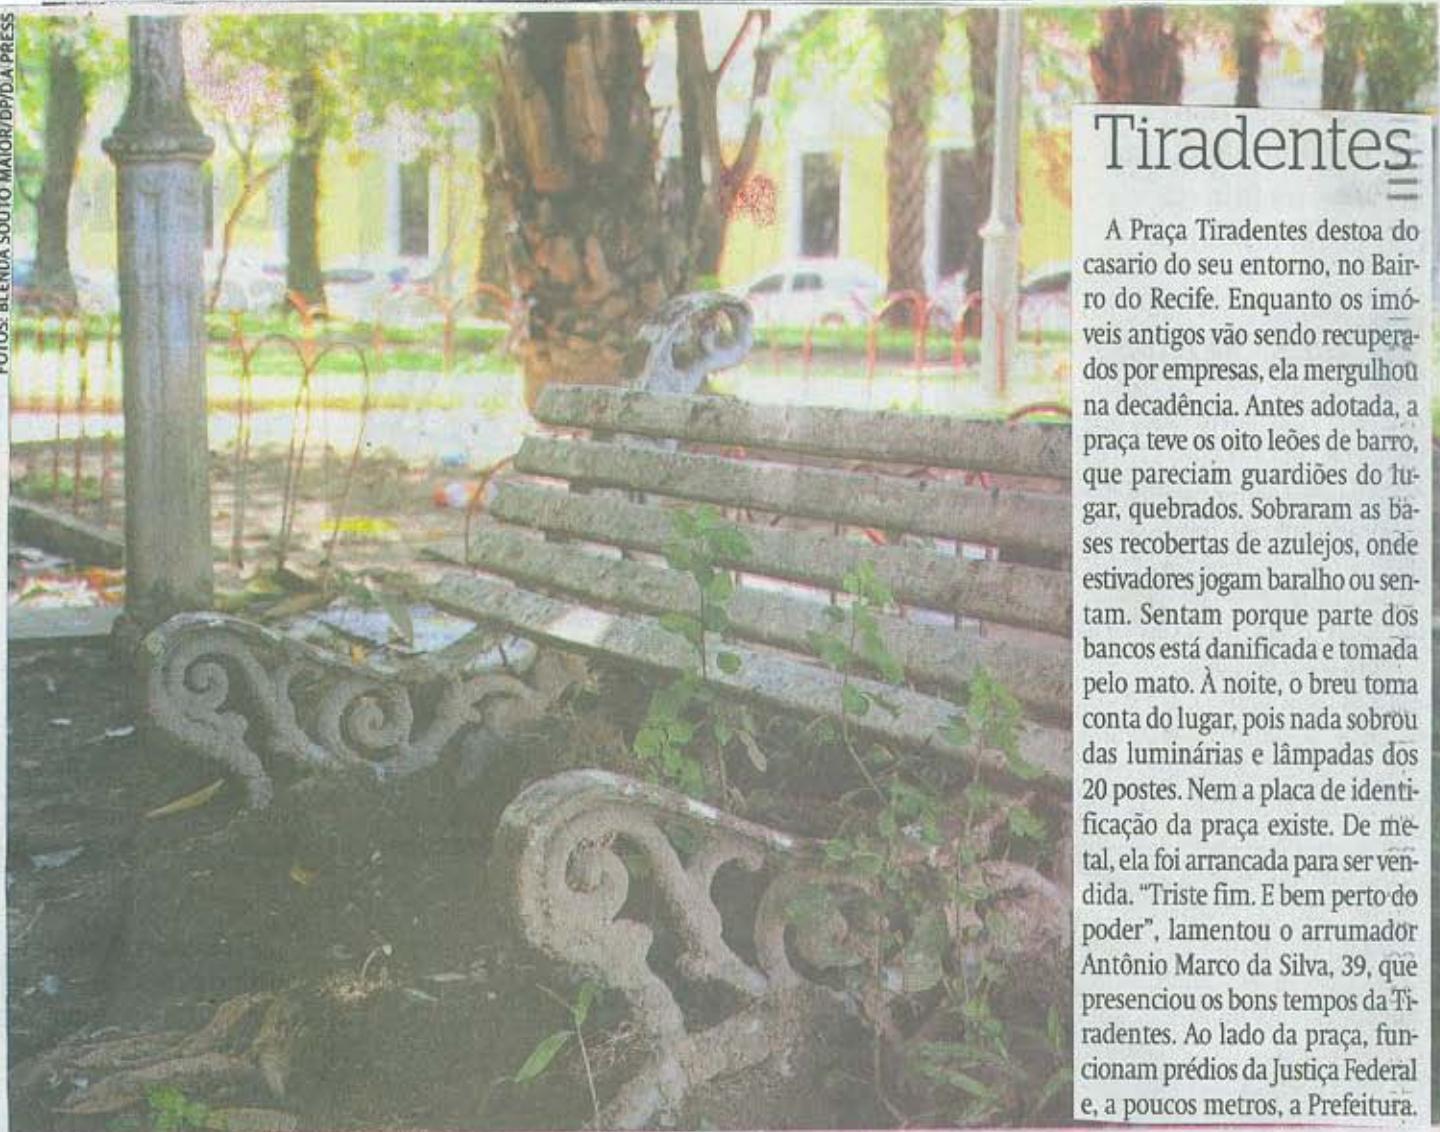 FOTOS: BLENDA SOUTO MAIOR/DP/D.A PRESS
Tiradentes
A Praça Tiradentes destoa do
casario do seu entorno, no Bair-
ro do Recife. Enquanto os imó-
veis antigos vão sendo recupera-
dos por empresas, ela mergulhou
na decadência. Antes adotada, a
praça teve os oito leões de barro,
que pareciam guardiões do lu-
gar, quebrados. Sobraram as ba-
ses recobertas de azulejos, onde
estivadores jogam baralho ou sen-
tam. Sentam porque parte dos
bancos está danificada e tomada
pelo mato. À noite, o breu toma
conta do lugar, pois nada sobrou
das luminárias e lâmpadas dos
20 postes. Nem a placa de identi-
ficação da praça existe. De me-
tal, ela foi arrancada para ser ven-
dida. “Triste fim. E bem perto do
poder”, lamentou o arrumador
Antônio Marco da Silva, 39, que
presenciou os bons tempos da Ti-
radentes. Ao lado da praça, fun-
cionam prédios da Justiça Federal
e, a poucos metros, a Prefeitura.